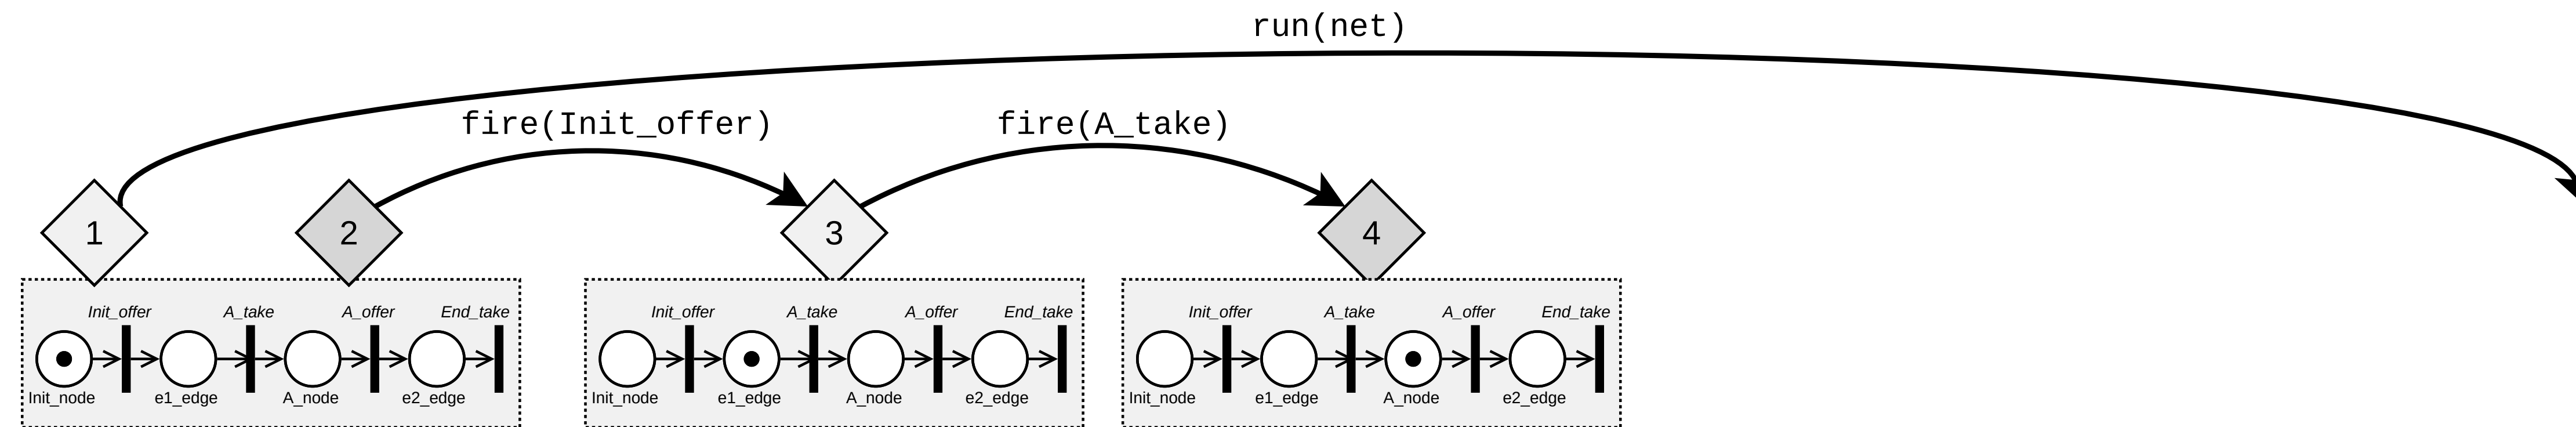 run(net)
fire(Init_offer) fire(A_take)
1 2 3 4
Init_offer A_take A_offer End_take Init_offer A_take A_offer End_take Init_offer A_take A_offer End_take
Init_node e1_edge A_node e2_edge Init_node e1_edge A_node e2_edge Init_node e1_edge A_node e2_edge